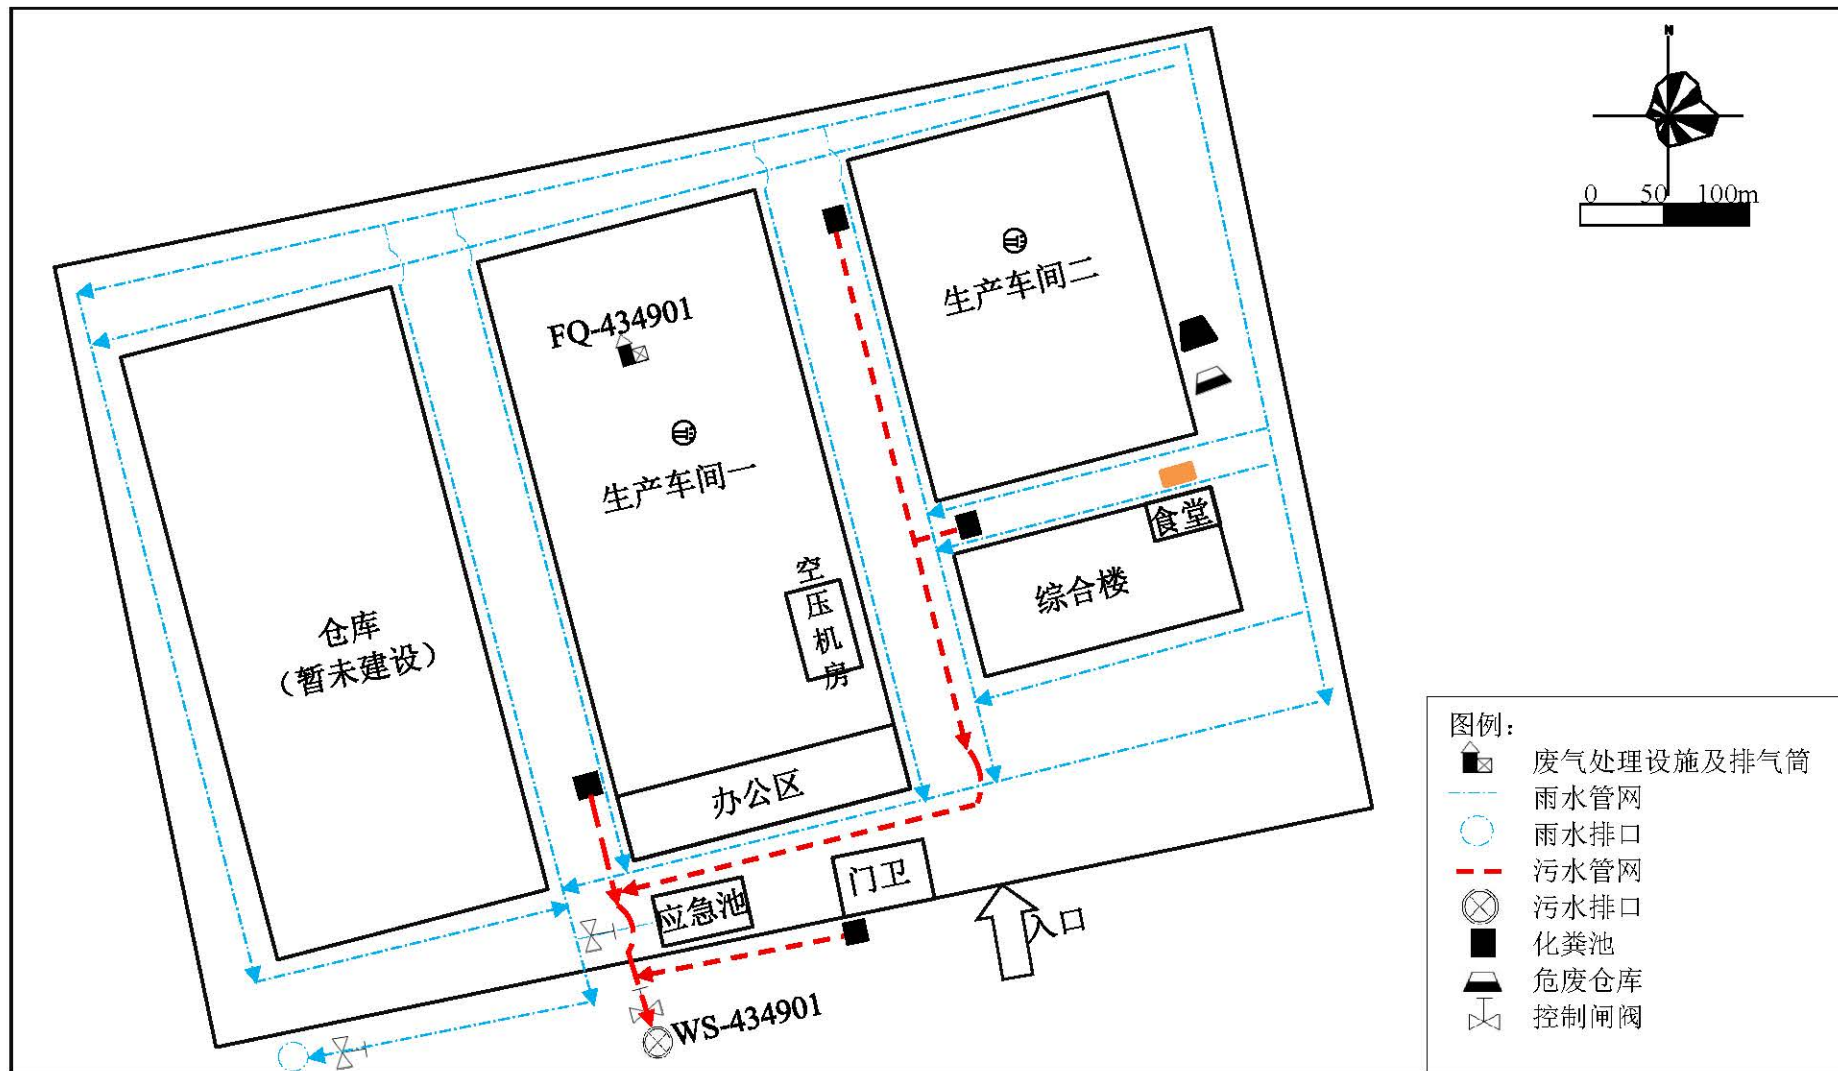 N
0 50 100m
生产车间二
FQ-434901
生产车间一
食堂
空压机房
综合楼
仓库
（暂未建设）
办公区
门卫
应急池
入口
WS-434901
图例：
废气处理设施及排气筒
雨水管网
雨水排口
污水管网
污水排口
化粪池
危废仓库
控制闸阀